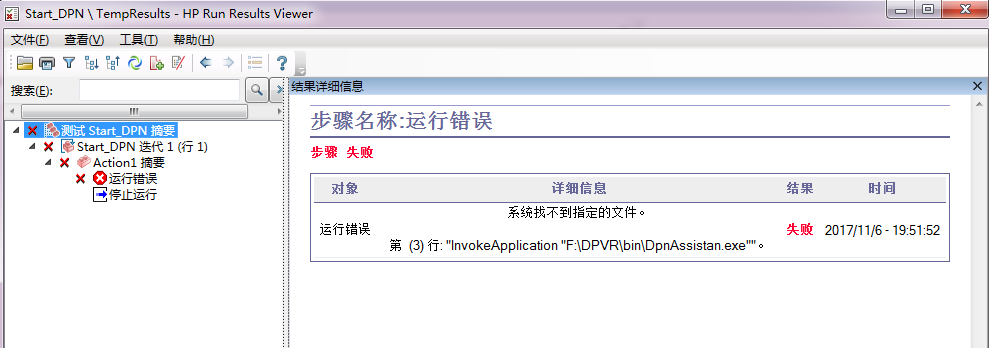 Start_DPN \ TempResults - HP Run Results Viewer
文件(F) 查看(V) 工具(T) 帮助(H)
搜索(E):
结果详细信息
测试 Start_DPN 摘要
Start_DPN 迭代 1 (行 1)
Action1 摘要
运行错误
停止运行
步骤名称:运行错误
步骤 失败
对象 详细信息 结果 时间
系统找不到指定的文件。
运行错误 失败 2017/11/6 - 19:51:52
第 (3) 行: "InvokeApplication "F:\DPVR\bin\DpnAssistan.exe""。